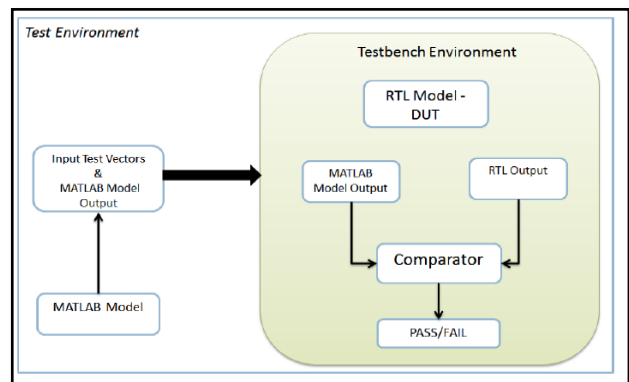 Test Environment
Testbench Environment
RTL Model -
DUT
Input Test Vectors
&
MATLAB Model
Output
MATLAB
Model Output
RTL Output
Comparator
MATLAB Model
PASS/FAIL